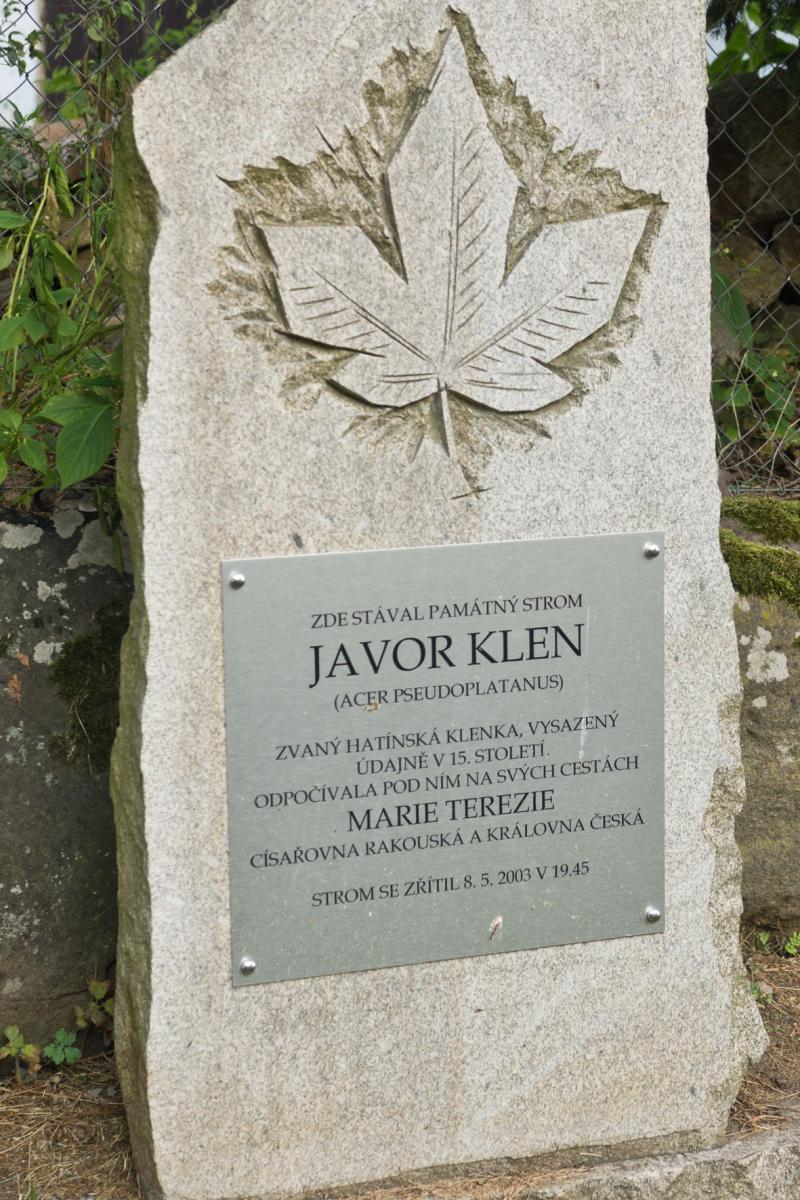 ZDE STÁVAL PAMÁTNÝ STROM
JAVOR KLEN
(ACER PSEUDOPLATANUS)
ZVANÝ HATÍNSKÁ KLENKA, VYSAZENÝ
ÚDAJNĚ V 15. STOLETÍ.
ODPOČÍVALA POD NÍM NA SVÝCH CESTÁCH
MARIE TEREZIE
CÍSAŘOVNA RAKOUSKÁ A KRÁLOVNA ČESKÁ
STROM SE ZŘÍTIL 8. 5. 2003 V 19.45